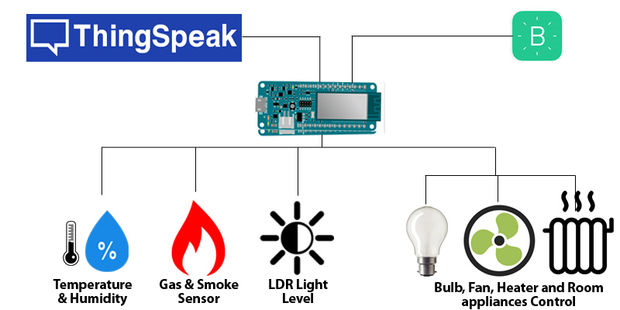 ThingSpeak
B
%
Temperature
& Humidity
Gas & Smoke
Sensor
LDR Light
Level
Bulb, Fan, Heater and Room
appliances Control